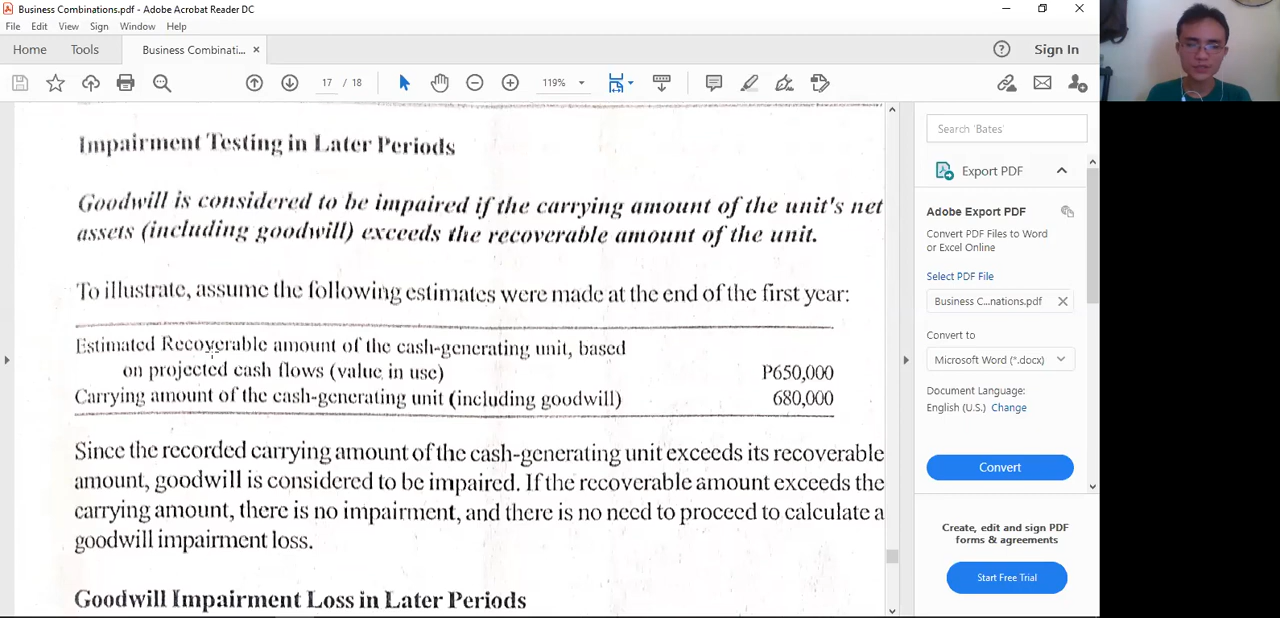 Business Combinations.pdf - Adobe Acrobat Reader DC
File Edit View Sign Window Help
Home Tools Business Combinati... × Sign In
17 / 18 119%
Impairment Testing in Later Periods
Goodwill is considered to be impaired if the carrying amount of the unit's net
assets (including goodwill) exceeds the recoverable amount of the unit.
To illustrate, assume the following estimates were made at the end of the first year:
Estimated Recoverable amount of the cash-generating unit, based
on projected cash flows (value in use) P650,000
Carrying amount of the cash-generating unit (including goodwill) 680,000
Since the recorded carrying amount of the cash-generating unit exceeds its recoverable
amount, goodwill is considered to be impaired. If the recoverable amount exceeds the
carrying amount, there is no impairment, and there is no need to proceed to calculate a
goodwill impairment loss.
Goodwill Impairment Loss in Later Periods
Search 'Bates'
Export PDF
Adobe Export PDF
Convert PDF Files to Word
or Excel Online
Select PDF File
Business C...nations.pdf
Convert to
Microsoft Word (*.docx)
Document Language:
English (U.S.) Change
Convert
Create, edit and sign PDF
forms & agreements
Start Free Trial